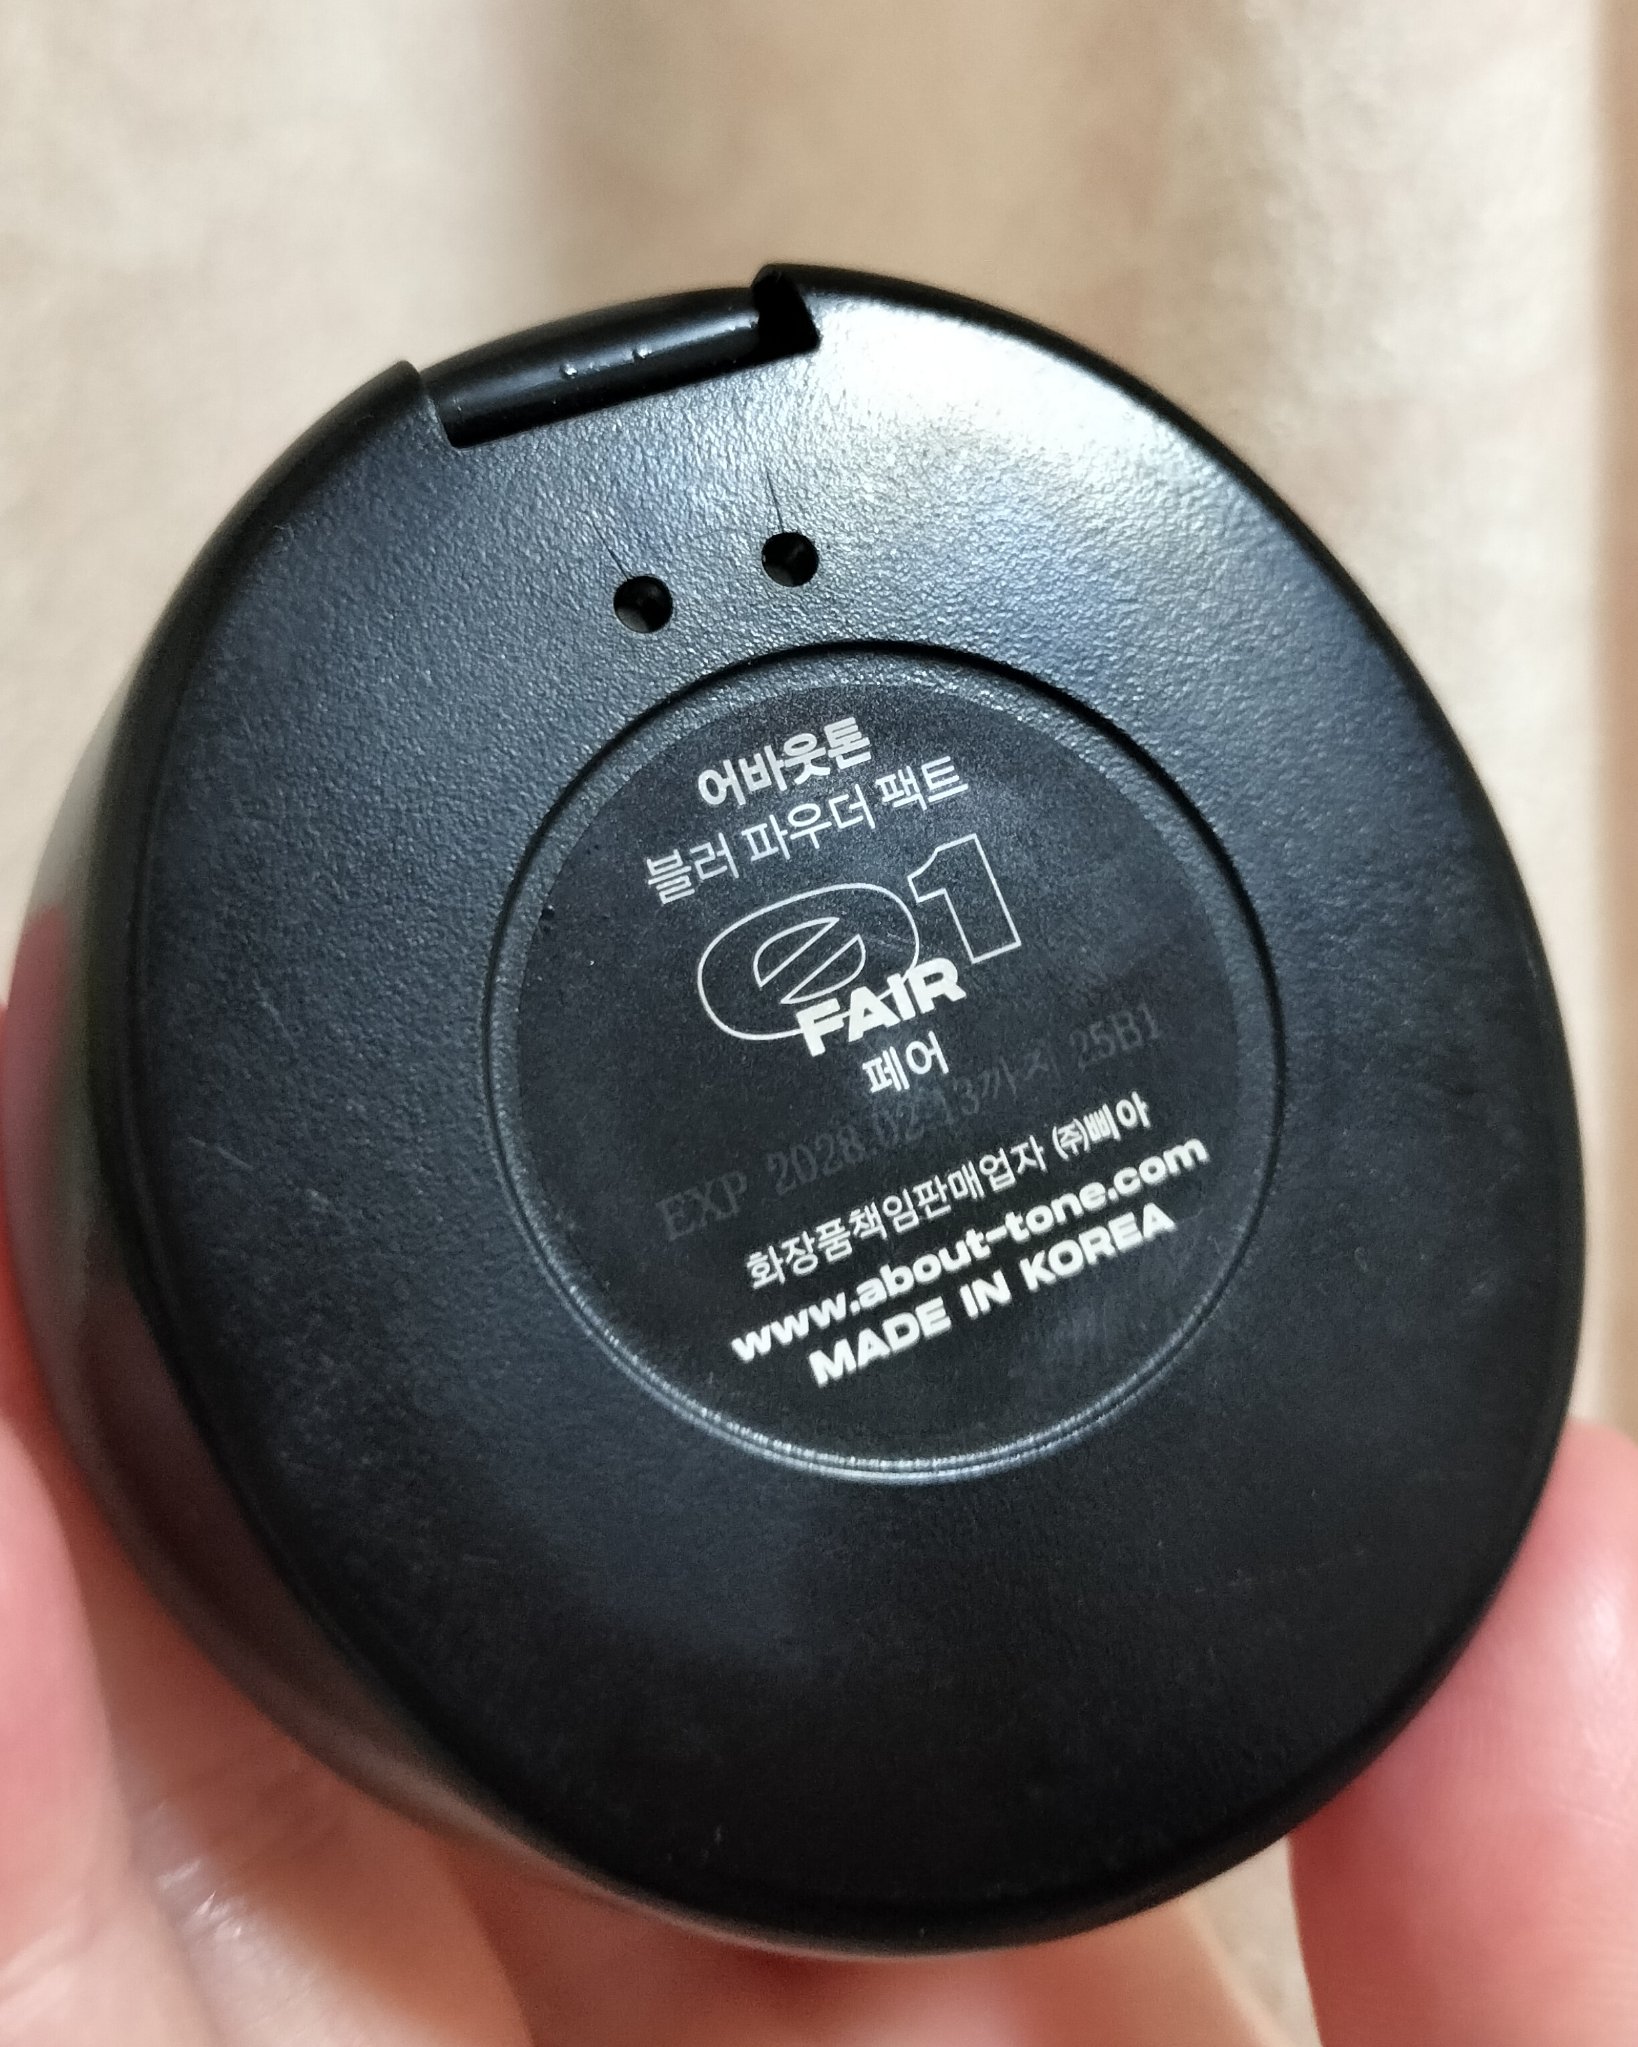 어바웃톤
블러 파우더 팩트
01
FAIR
페어
EXP 2028.02.13까지 25B1
화장품책임판매업자 ㈜삐아
www.about-tone.com
MADE IN KOREA